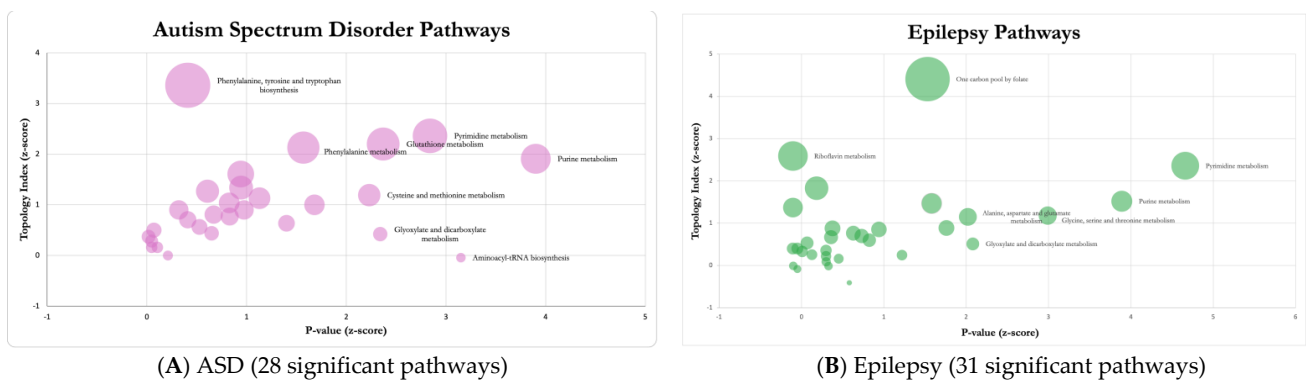 Autism Spectrum Disorder Pathways
Topology Index (z-score)
4
3
2
1
0
-1
-1
0
1
2
3
4
5
P-value (z-score)
Phenylalanine, tyrosine and tryptophan
biosynthesis
Pyrimidine metabolism
Glutathione metabolism
Phenylalanine metabolism
Purine metabolism
Cysteine and methionine metabolism
Glyoxylate and dicarboxylate
metabolism
Aminoacyl-tRNA biosynthesis
(A) ASD (28 significant pathways)
Epilepsy Pathways
Topology Index (z-score)
5
4
3
2
1
0
-1
-1
0
1
2
3
4
5
6
P-value (z-score)
One carbon pool by folate
Riboflavin metabolism
Pyrimidine metabolism
Purine metabolism
Alanine, aspartate and glutamate
metabolism
Glycine, serine and threonine metabolism
Glyoxylate and dicarboxylate metabolism
(B) Epilepsy (31 significant pathways)